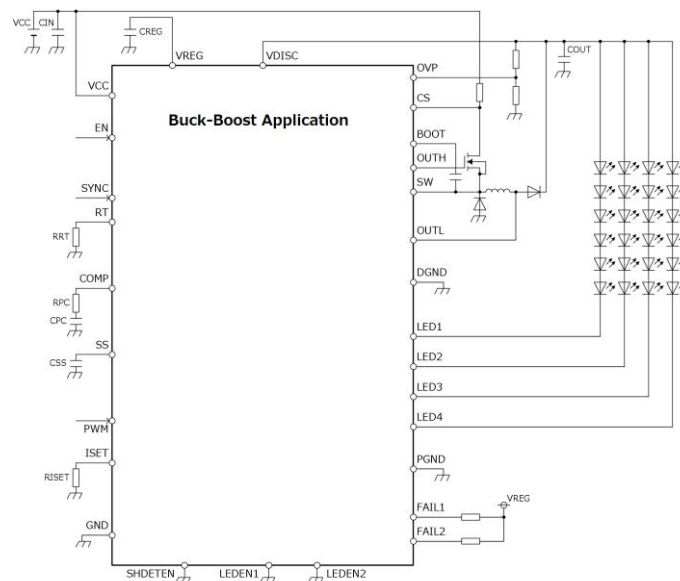 VCC CIN
CREG
VREG
VDISC
COUT
OVP
VCC
CS
Buck-Boost Application
BOOT
EN
OUTH
SYNC
SW
RT
RRT
OUTL
COMP
DGND
RPC
CPC
LED1
SS
CSS
LED2
LED3
PWM
LED4
ISET
RISET
PGND
VREG
FAIL1
GND
FAIL2
SHDETEN
LEDEN1
LEDEN2